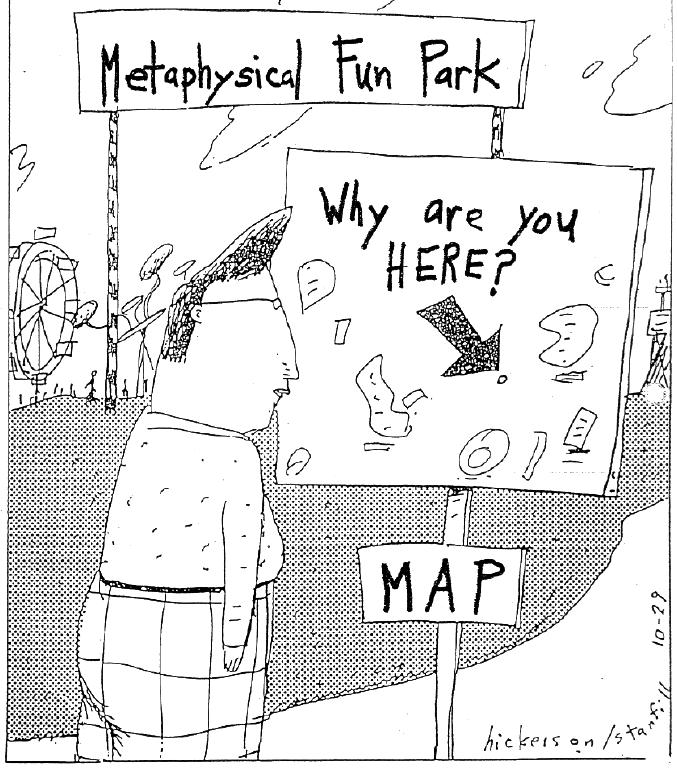 Metaphysical Fun Park
Why are you
HERE?
MAP
hickerson/stanfill 10-29